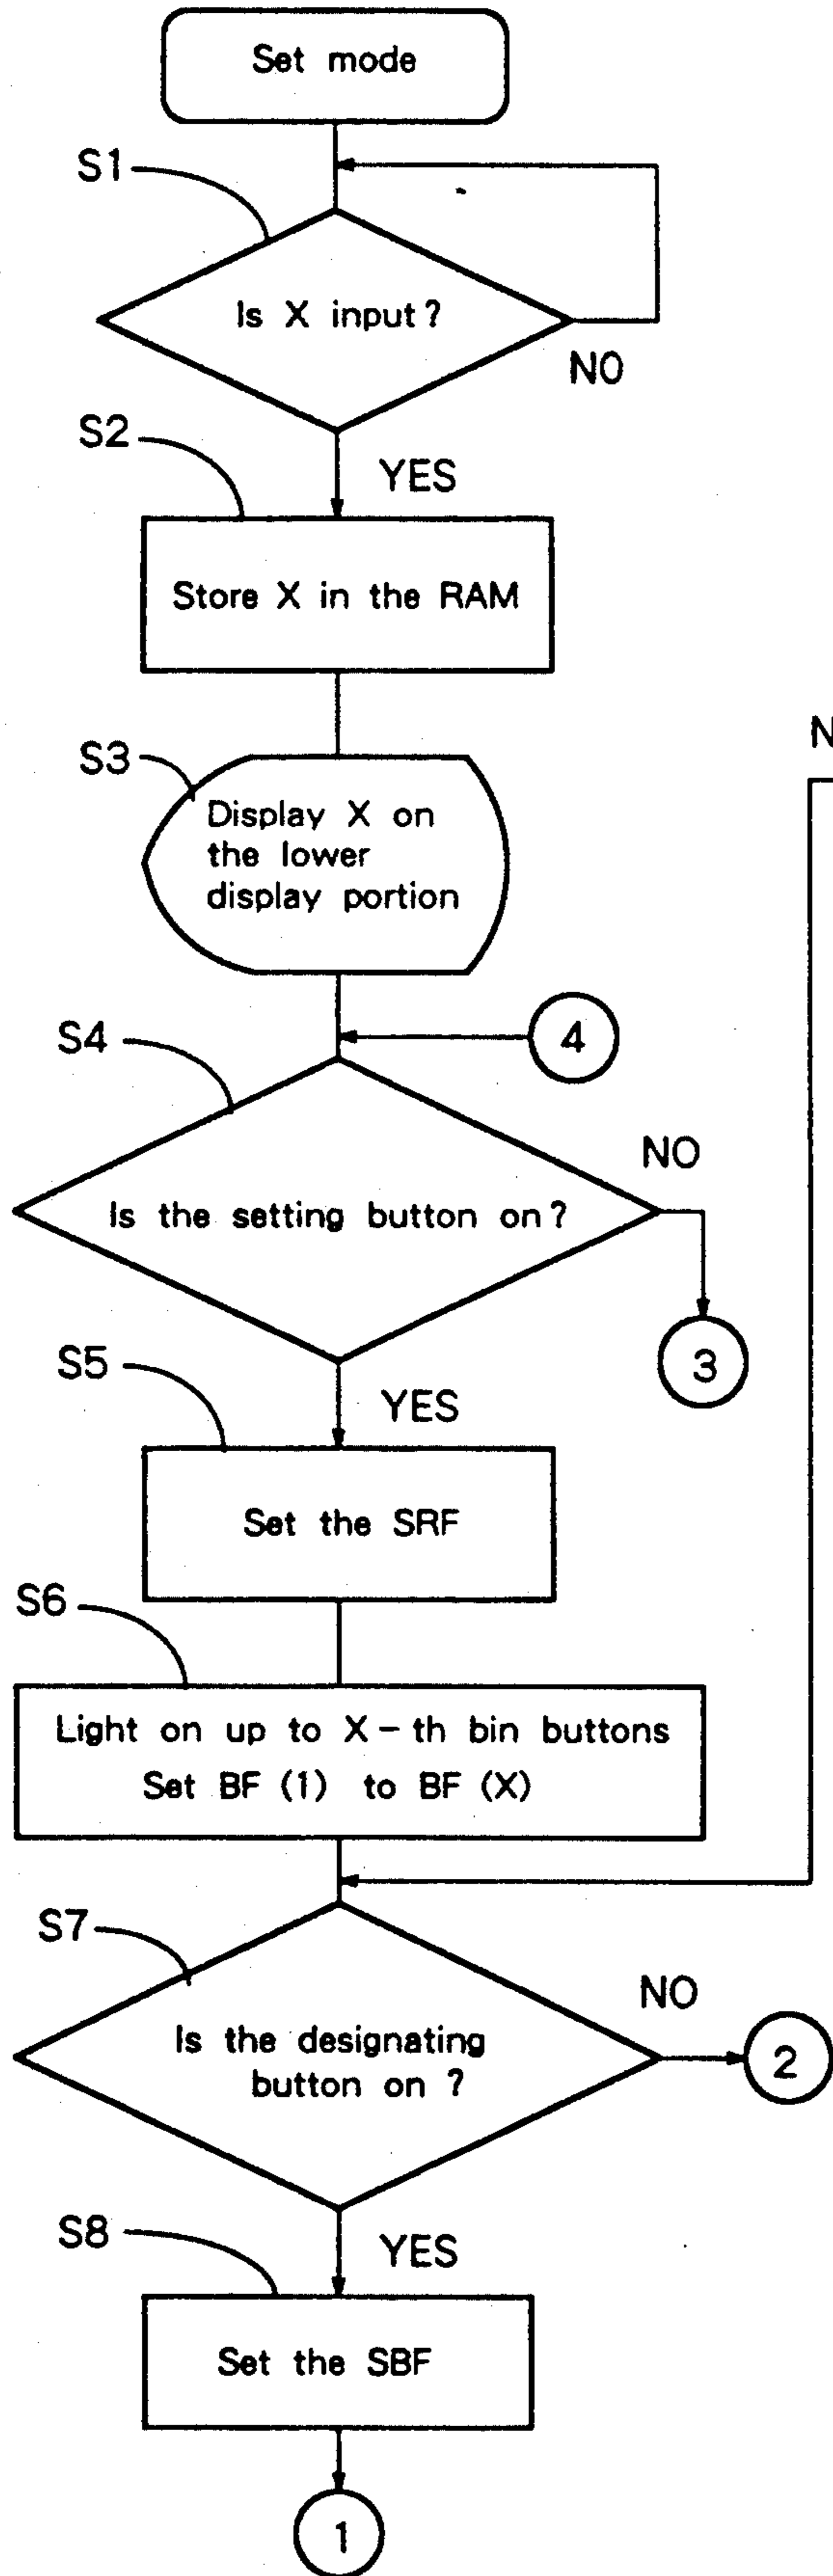 Set mode
S1
Is X input?
NO
S2
YES
Store X in the RAM
S3
Display X on
the lower
display portion
N
S4
4
NO
Is the setting button on?
3
S5
YES
Set the SRF
S6
Light on up to X-th bin buttons
Set BF (1) to BF (X)
S7
NO
Is the designating
button on ?
2
S8
YES
Set the SBF
1